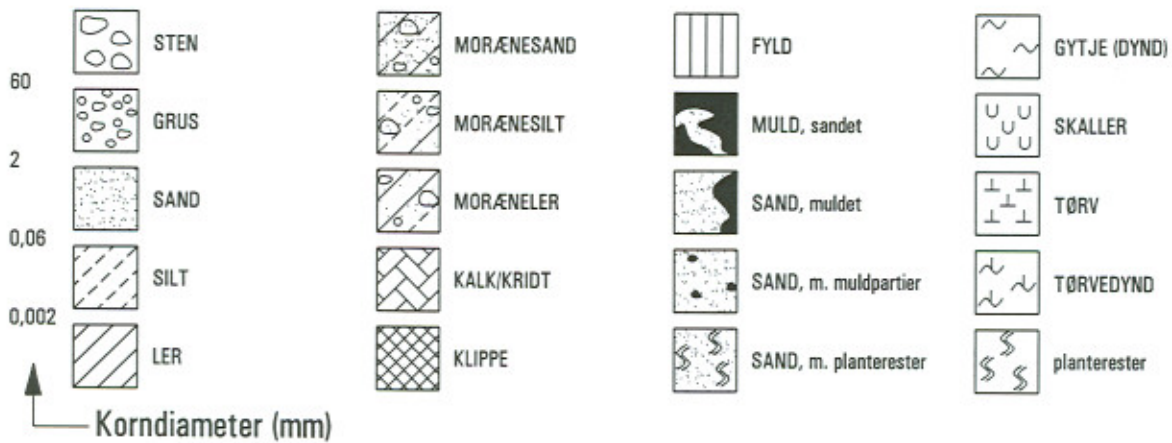 STEN
60
GRUS
2
SAND
0,06
SILT
0,002
LER
Korndiameter (mm)
MORÆNESAND
MORÆNESILT
MORÆNELER
KALK/KRIDT
KLIPPE
FYLD
MULD, sandet
SAND, muldet
SAND, m. muldpartier
SAND, m. planterester
GYTJE (DYND)
SKALLER
TØRV
TØRVEDYND
planterester